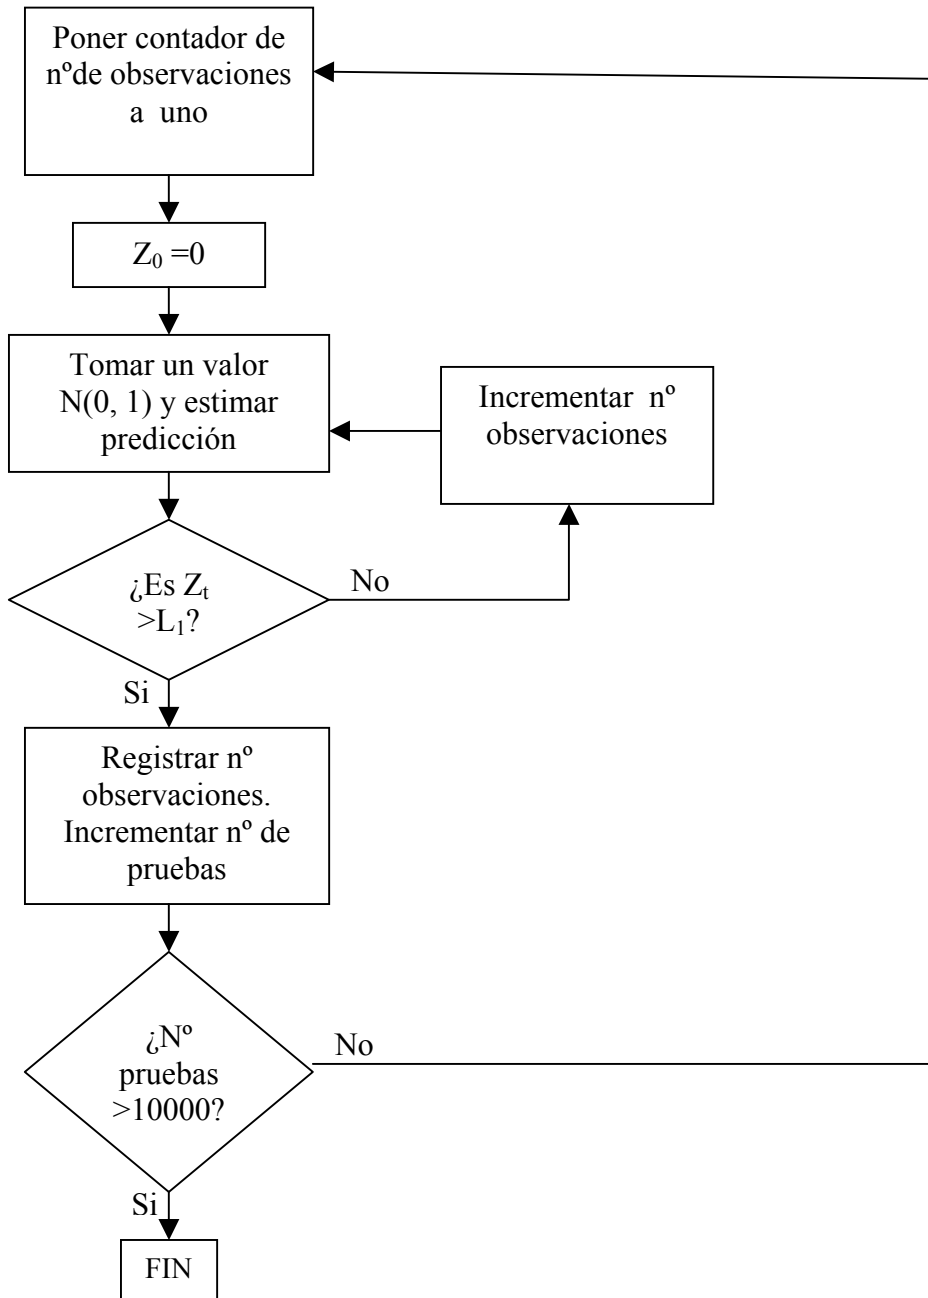 Poner contador de
nºde observaciones
a uno
Z₀ =0
Tomar un valor
N(0, 1) y estimar
predicción
Incrementar nº
observaciones
¿Es Zₜ
>L₁?
No
Si
Registrar nº
observaciones.
Incrementar nº de
pruebas
¿Nº
pruebas
>10000?
No
Si
FIN